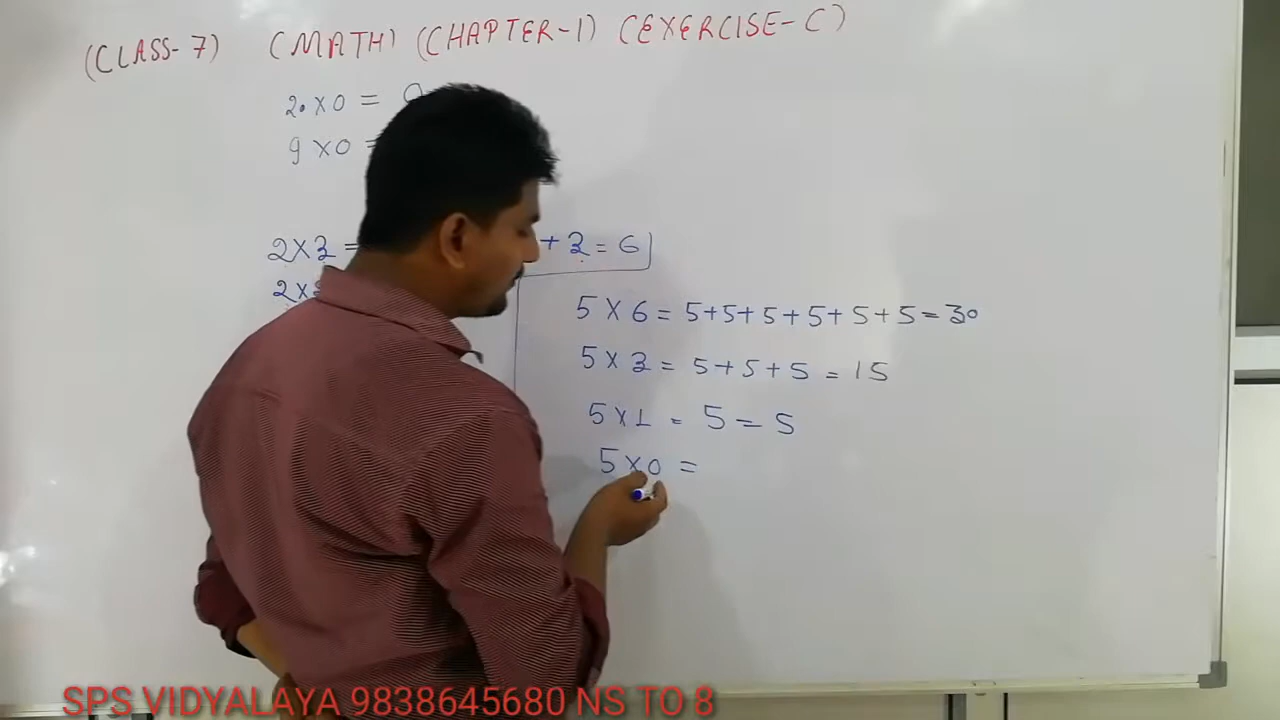 (CLASS-7) (MATH) (CHAPTER-1) (EXERCISE-C)
20 X 0 = 0
9 X 0 =
2 X 3 = + 3 = 6
2 X
5 X 6 = 5+5+5+5+5+5=30
5 X 3 = 5+5+5 = 15
5 X 1 = 5 = 5
5 X 0 =
SPS VIDYALAYA 9838645680 NS TO 8